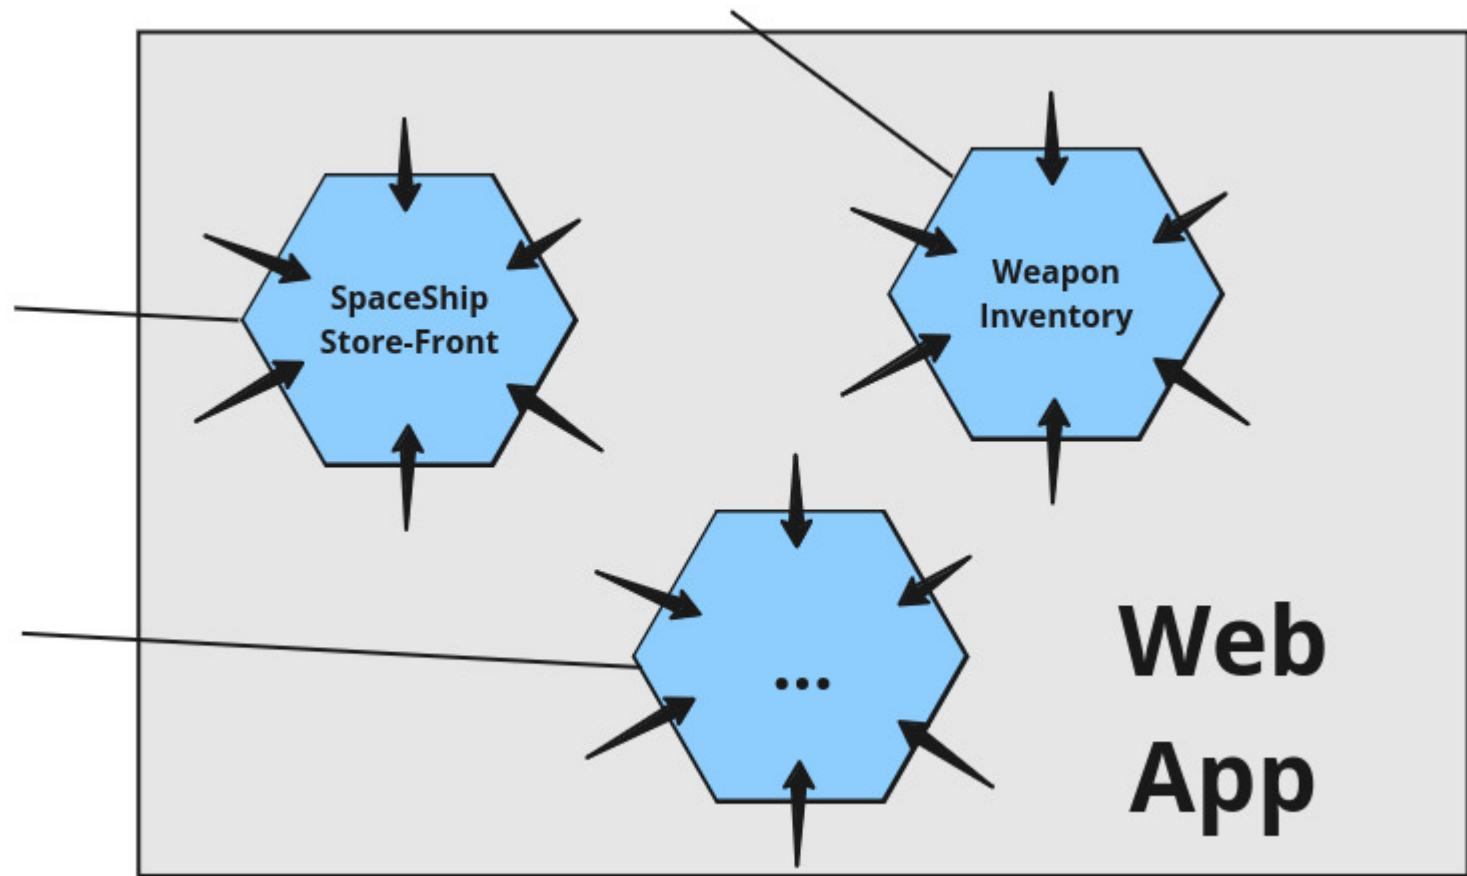 SpaceShip
Store-Front
Weapon
Inventory
...
Web
App